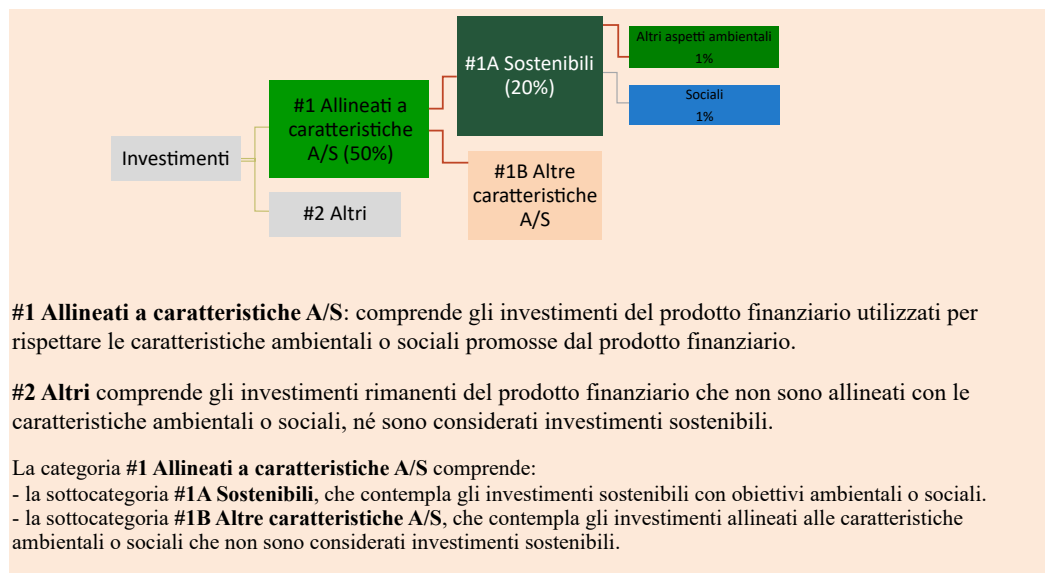 Investimenti
#1 Allineati a
caratteristiche
A/S (50%)
#2 Altri
#1A Sostenibili
(20%)
#1B Altre
caratteristiche
A/S
Altri aspetti ambientali
1%
Sociali
1%
#1 Allineati a caratteristiche A/S: comprende gli investimenti del prodotto finanziario utilizzati per
rispettare le caratteristiche ambientali o sociali promosse dal prodotto finanziario.
#2 Altri comprende gli investimenti rimanenti del prodotto finanziario che non sono allineati con le
caratteristiche ambientali o sociali, né sono considerati investimenti sostenibili.
La categoria #1 Allineati a caratteristiche A/S comprende:
- la sottocategoria #1A Sostenibili, che contempla gli investimenti sostenibili con obiettivi ambientali o sociali.
- la sottocategoria #1B Altre caratteristiche A/S, che contempla gli investimenti allineati alle caratteristiche
ambientali o sociali che non sono considerati investimenti sostenibili.